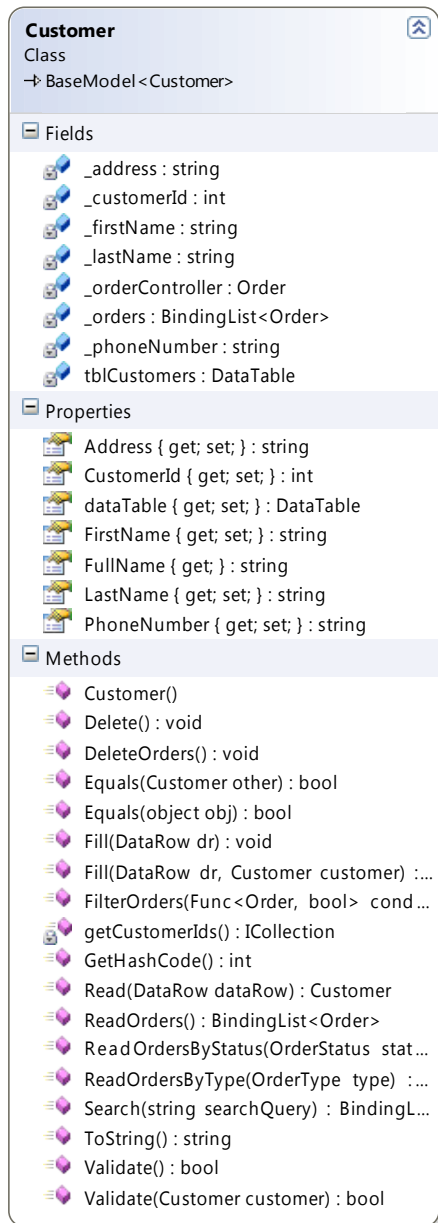 Customer
Class
BaseModel<Customer>
Fields
_address : string
_customerId : int
_firstName : string
_lastName : string
_orderController : Order
_orders : BindingList<Order>
_phoneNumber : string
tblCustomers : DataTable
Properties
Address { get; set; } : string
CustomerId { get; set; } : int
dataTable { get; set; } : DataTable
FirstName { get; set; } : string
FullName { get; } : string
LastName { get; set; } : string
PhoneNumber { get; set; } : string
Methods
Customer()
Delete() : void
DeleteOrders() : void
Equals(Customer other) : bool
Equals(object obj) : bool
Fill(DataRow dr) : void
Fill(DataRow dr, Customer customer) :...
FilterOrders(Func<Order, bool> cond...
getCustomerIds() : ICollection
GetHashCode() : int
Read(DataRow dataRow) : Customer
ReadOrders() : BindingList<Order>
ReadOrdersByStatus(OrderStatus stat...
ReadOrdersByType(OrderType type) :...
Search(string searchQuery) : BindingL...
ToString() : string
Validate() : bool
Validate(Customer customer) : bool